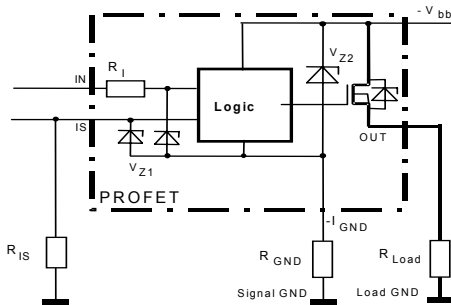 - V bb
R I
V Z2
IN
Logic
IS
OUT
V Z1
PROFET
-I GND
R IS
R GND
R Load
Signal GND
Load GND